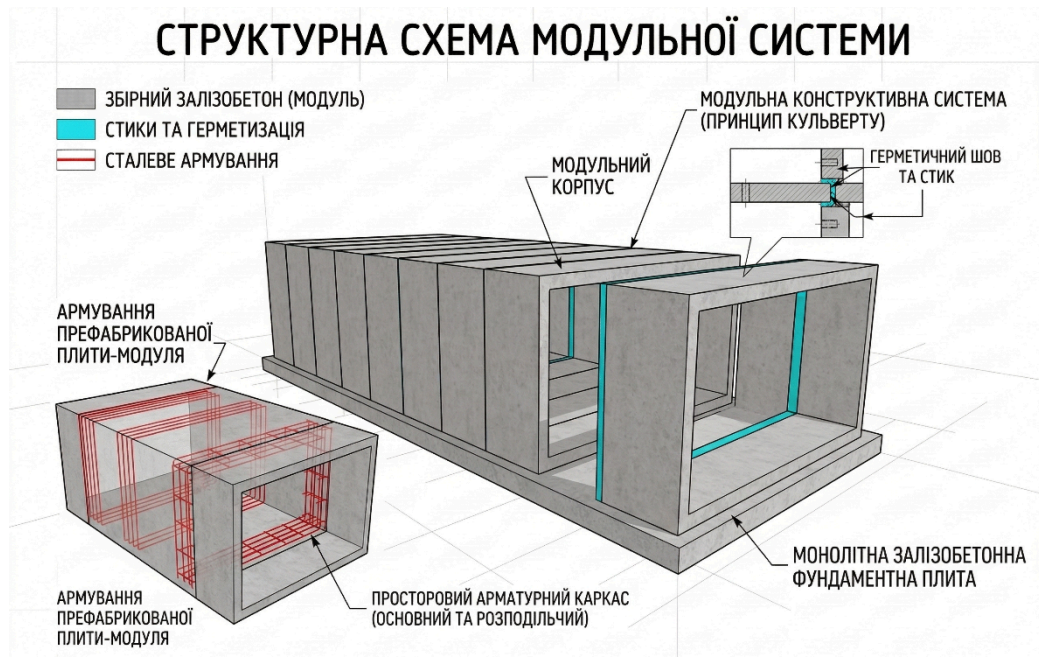 СТРУКТУРНА СХЕМА МОДУЛЬНОЇ СИСТЕМИ
ЗБІРНИЙ ЗАЛІЗОБЕТОН (МОДУЛЬ)
СТИКИ ТА ГЕРМЕТИЗАЦІЯ
СТАЛЕВЕ АРМУВАННЯ
МОДУЛЬНА КОНСТРУКТИВНА СИСТЕМА
(ПРИНЦИП КУЛЬВЕРТУ)
МОДУЛЬНИЙ
КОРПУС
ГЕРМЕТИЧНИЙ ШОВ
ТА СТИК
АРМУВАННЯ
ПРЕФАБРИКОВАНОЇ
ПЛИТИ-МОДУЛЯ
МОНОЛІТНА ЗАЛІЗОБЕТОННА
ФУНДАМЕНТНА ПЛИТА
АРМУВАННЯ
ПРЕФАБРИКОВАНОЇ
ПЛИТИ-МОДУЛЯ
ПРОСТОРОВИЙ АРМАТУРНИЙ КАРКАС
(ОСНОВНИЙ ТА РОЗПОДІЛЬЧИЙ)